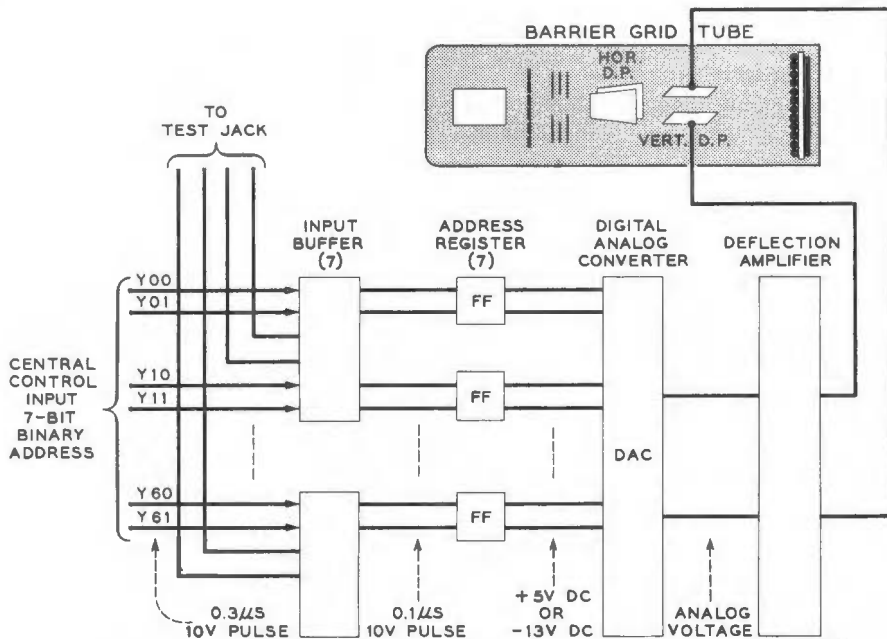 BARRIER GRID TUBE
HOR.
D.P.
VERT. D.P.
TO
TEST JACK
INPUT
BUFFER
(7)
ADDRESS
REGISTER
(7)
DIGITAL
ANALOG
CONVERTER
DEFLECTION
AMPLIFIER
CENTRAL
CONTROL
INPUT
7-BIT
BINARY
ADDRESS
Y00
Y01
FF
Y10
Y11
FF
DAC
Y60
Y61
FF
0.3µS
10V PULSE
0.1µS
10V PULSE
+5V DC
OR
-13V DC
ANALOG
VOLTAGE